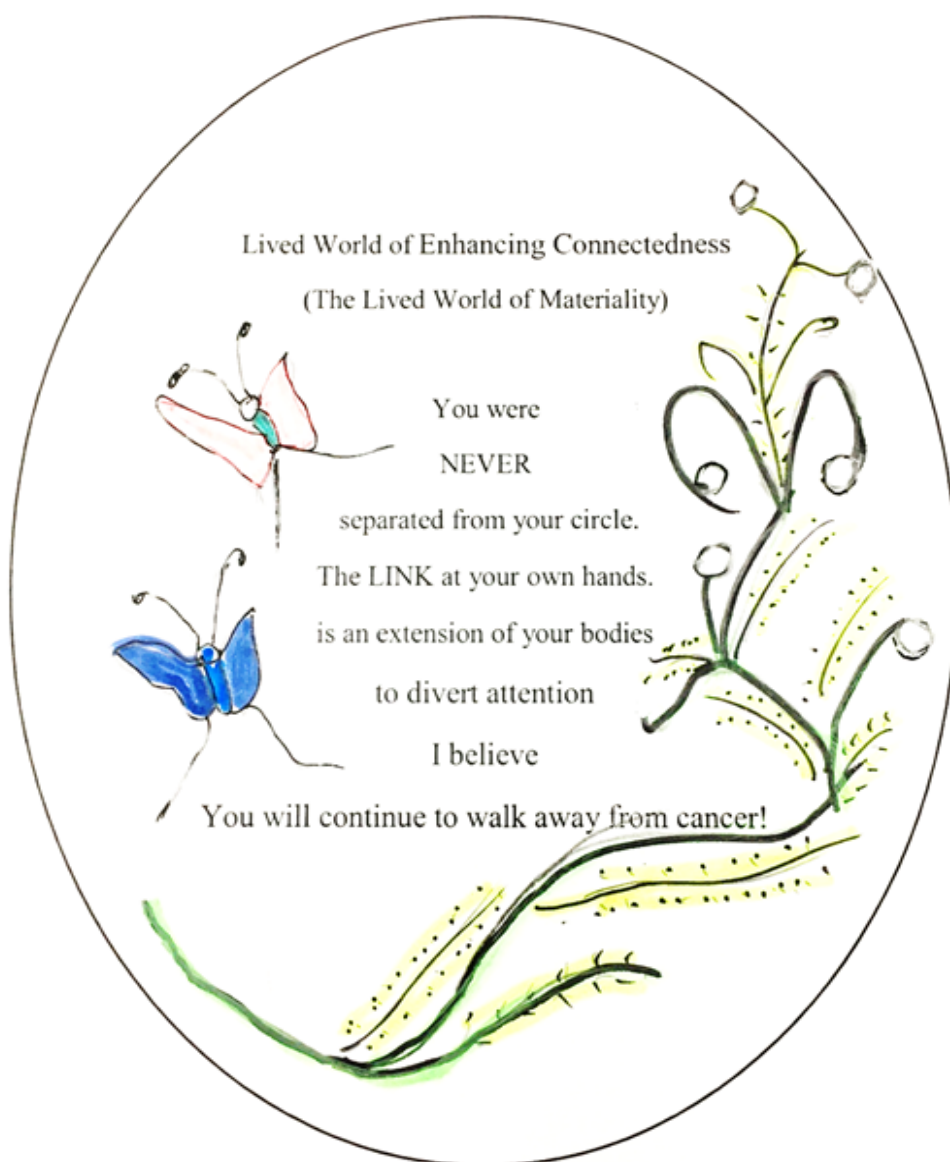 Lived World of Enhancing Connectedness
(The Lived World of Materiality)
You were
NEVER
separated from your circle.
The LINK at your own hands.
is an extension of your bodies
to divert attention
I believe
You will continue to walk away from cancer!